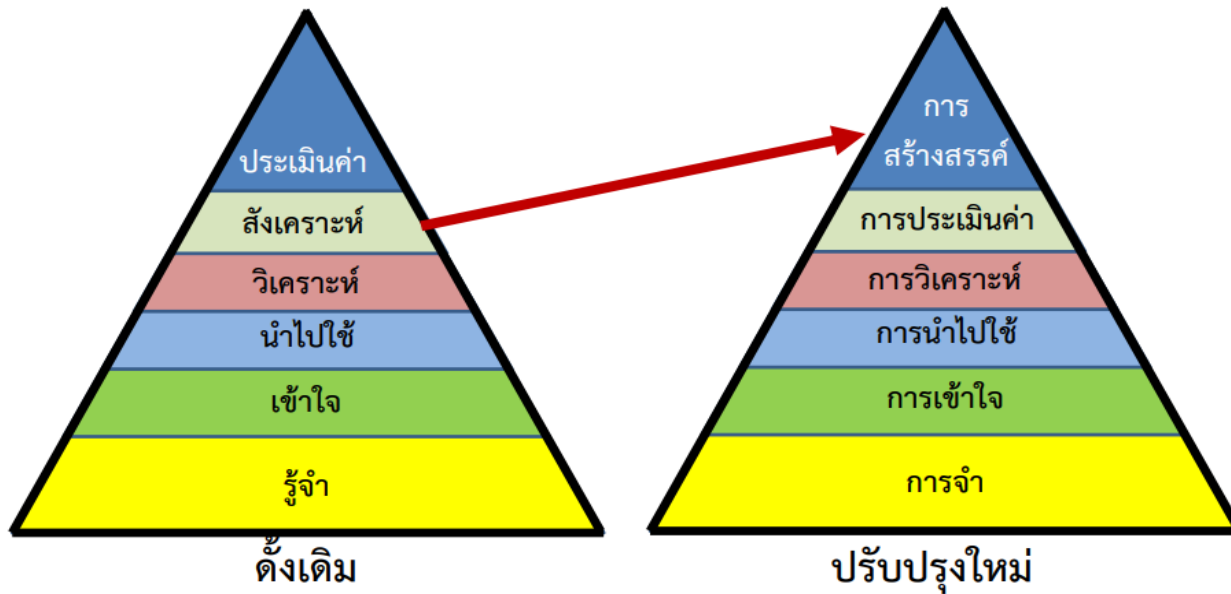 ประเมินค่า
สังเคราะห์
วิเคราะห์
นำไปใช้
เข้าใจ
รู้จำ
ดั้งเดิม
การ
สร้างสรรค์
การประเมินค่า
การวิเคราะห์
การนำไปใช้
การเข้าใจ
การจำ
ปรับปรุงใหม่